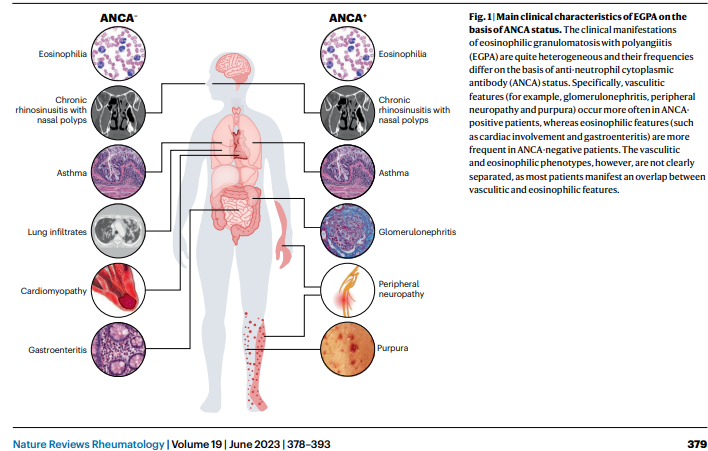 ANCA⁻
Eosinophilia
Chronic
rhinosinusitis with
nasal polyps
Asthma
Lung infiltrates
Cardiomyopathy
Gastroenteritis
ANCA⁺
Eosinophilia
Chronic
rhinosinusitis with
nasal polyps
Asthma
Glomerulonephritis
Peripheral
neuropathy
Purpura
Fig. 1 | Main clinical characteristics of EGPA on the
basis of ANCA status. The clinical manifestations
of eosinophilic granulomatosis with polyangiitis
(EGPA) are quite heterogeneous and their frequencies
differ on the basis of anti-neutrophil cytoplasmic
antibody (ANCA) status. Specifically, vasculitic
features (for example, glomerulonephritis, peripheral
neuropathy and purpura) occur more often in ANCA-
positive patients, whereas eosinophilic features (such
as cardiac involvement and gastroenteritis) are more
frequent in ANCA-negative patients. The vasculitic
and eosinophilic phenotypes, however, are not clearly
separated, as most patients manifest an overlap between
vasculitic and eosinophilic features.
Nature Reviews Rheumatology | Volume 19 | June 2023 | 378–393
379